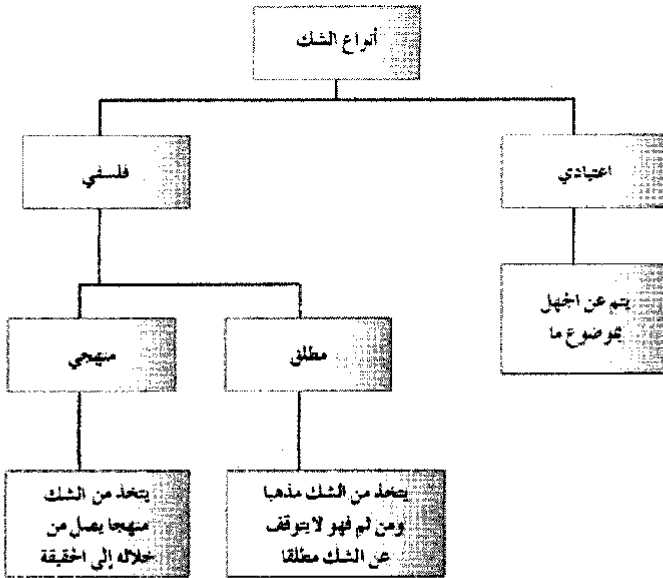 أنواع الشك
اعتيادي
فلسفي
يتم عن الجهل
بموضوع ما
مطلق
منهجي
يتخذ من الشك مذهبا
ومن ثم فهو لا يتوقف
عن الشك مطلقا
يتخذ من الشك
منهجا يصل من
خلاله إلى الحقيقة